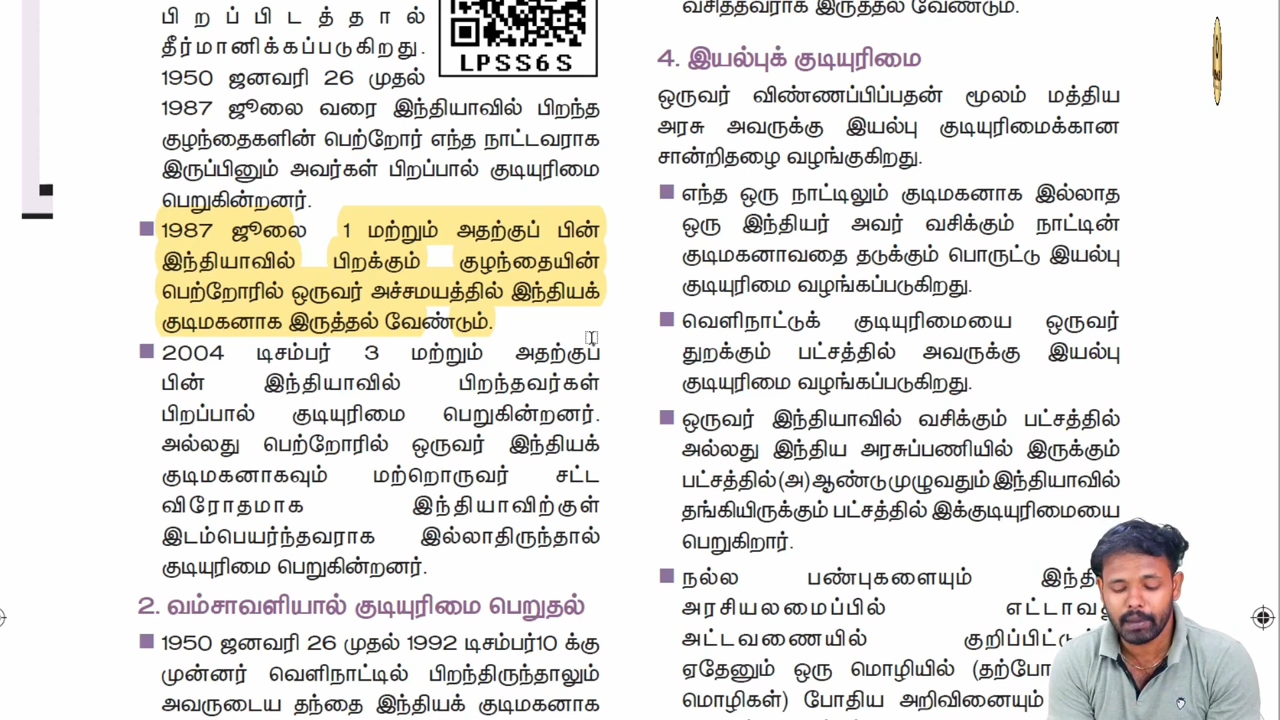 பிறப்பிடத்தால்
தீர்மானிக்கப்படுகிறது.
1950 ஜனவரி 26 முதல்
1987 ஜூலை வரை இந்தியாவில் பிறந்த
குழந்தைகளின் பெற்றோர் எந்த நாட்டவராக
இருப்பினும் அவர்கள் பிறப்பால் குடியுரிமை
பெறுகின்றனர்.
1987 ஜூலை 1 மற்றும் அதற்குப் பின்
இந்தியாவில் பிறக்கும் குழந்தையின்
பெற்றோரில் ஒருவர் அச்சமயத்தில் இந்தியக்
குடிமகனாக இருத்தல் வேண்டும்.
2004 டிசம்பர் 3 மற்றும் அதற்குப்
பின் இந்தியாவில் பிறந்தவர்கள்
பிறப்பால் குடியுரிமை பெறுகின்றனர்.
அல்லது பெற்றோரில் ஒருவர் இந்தியக்
குடிமகனாகவும் மற்றொருவர் சட்ட
விரோதமாக இந்தியாவிற்குள்
இடம்பெயர்ந்தவராக இல்லாதிருந்தால்
குடியுரிமை பெறுகின்றனர்.
2. வம்சாவளியால் குடியுரிமை பெறுதல்
1950 ஜனவரி 26 முதல் 1992 டிசம்பர்10 க்கு
முன்னர் வெளிநாட்டில் பிறந்திருந்தாலும்
அவருடைய தந்தை இந்தியக் குடிமகனாக
LPSS6S
வசித்தவராக இருத்தல் வேண்டும்.
4. இயல்புக் குடியுரிமை
ஒருவர் விண்ணப்பிப்பதன் மூலம் மத்திய
அரசு அவருக்கு இயல்பு குடியுரிமைக்கான
சான்றிதழை வழங்குகிறது.
எந்த ஒரு நாட்டிலும் குடிமகனாக இல்லாத
ஒரு இந்தியர் அவர் வசிக்கும் நாட்டின்
குடிமகனாவதை தடுக்கும் பொருட்டு இயல்பு
குடியுரிமை வழங்கப்படுகிறது.
வெளிநாட்டுக் குடியுரிமையை ஒருவர்
துறக்கும் பட்சத்தில் அவருக்கு இயல்பு
குடியுரிமை வழங்கப்படுகிறது.
ஒருவர் இந்தியாவில் வசிக்கும் பட்சத்தில்
அல்லது இந்திய அரசுப்பணியில் இருக்கும்
பட்சத்தில் (அ) ஆண்டு முழுவதும் இந்தியாவில்
தங்கியிருக்கும் பட்சத்தில் இக்குடியுரிமையை
பெறுகிறார்.
நல்ல பண்புகளையும்
அரசியலமைப்பில்
அட்டவணையில்
ஏதேனும் ஒரு மொழியில்
மொழிகள்) போதிய அறிவினையும்